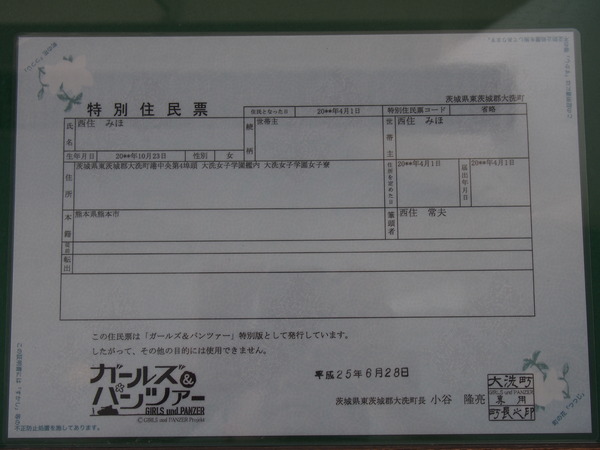 茨城県東茨城郡大洗町
特別住民票
住民となった日 20**年4月1日 特別住民票コード 省略
氏名 西住 みほ 続柄 世帯主 世帯主 西住 みほ
生年月日 20**年10月23日 性別 女
住所 茨城県東茨城郡大洗町港中央第4埠頭 大洗女子学園艦内 大洗女子学園女子寮 住所を定めた日 20**年4月1日 届出年月日 20**年4月1日
本籍 熊本県熊本市 筆頭者 西住 常夫
転出
この住民票は「ガールズ&パンツァー」特別版として発行しています。
したがって、その他の目的には使用できません。
ガールズ&パンツァー
GIRLS und PANZER
©GIRLS und PANZER Projekt
平成25年6月28日
茨城県東茨城郡大洗町長 小谷 隆亮
大洗町
GIRLS und PANZER
専用
町長之印